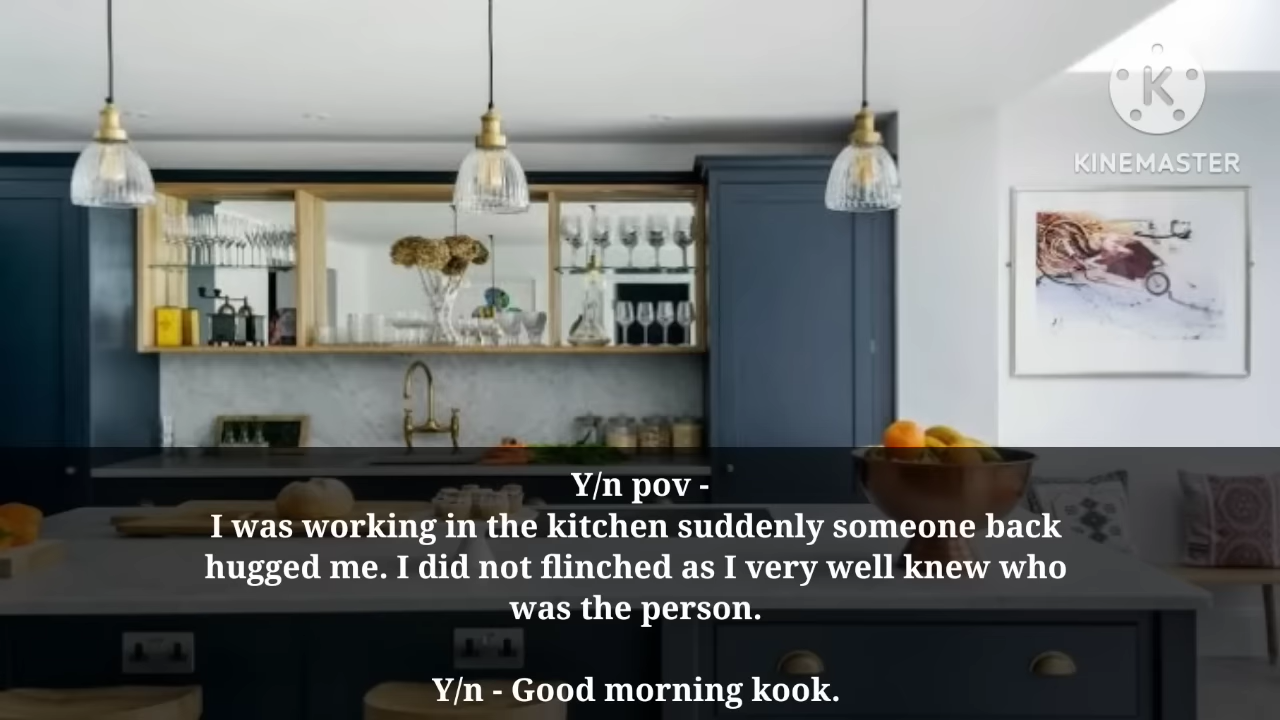 KINEMASTER
Y/n pov -
I was working in the kitchen suddenly someone back
hugged me. I did not flinched as I very well knew who
was the person.
Y/n - Good morning kook.